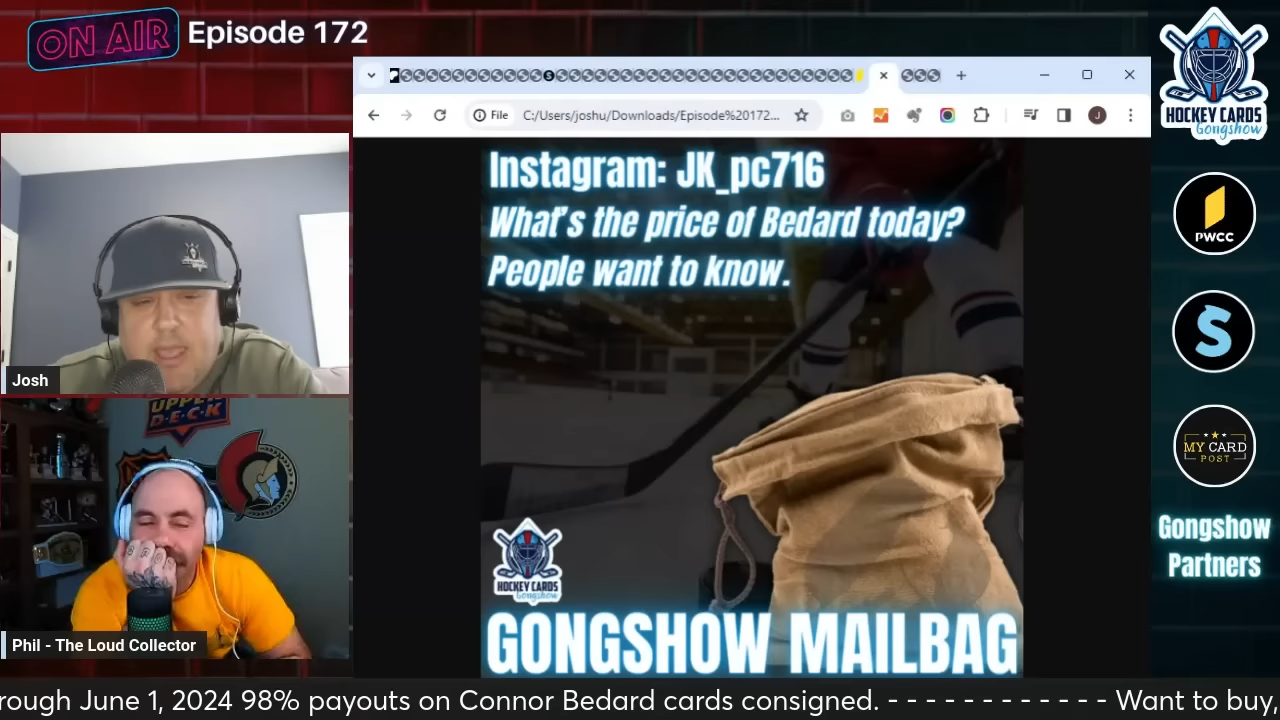 ON AIR
Episode 172
HOCKEY CARDS
Gongshow
File
C:/Users/joshu/Downloads/Episode%20172...
J
Instagram: JK_pc716
What's the price of Bedard today?
People want to know.
PWCC
S
MY CARD
POST
Gongshow
Partners
Josh
UPPER
DECK
Phil - The Loud Collector
HOCKEY CARDS
Gongshow
GONGSHOW MAILBAG
rough June 1, 2024 98% payouts on Connor Bedard cards consigned. - - - - - - - - - - - - Want to buy,